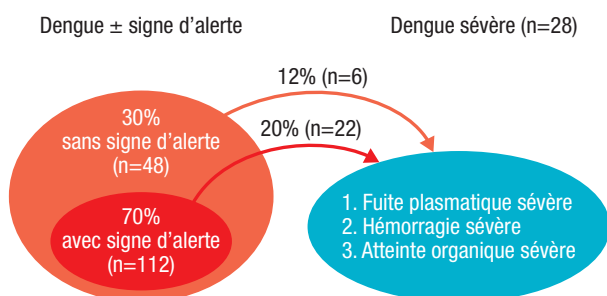 Dengue ± signe d'alerte
Dengue sévère (n=28)
12% (n=6)
20% (n=22)
30%
sans signe d'alerte
(n=48)
70%
avec signe d'alerte
(n=112)
1. Fuite plasmatique sévère
2. Hémorragie sévère
3. Atteinte organique sévère